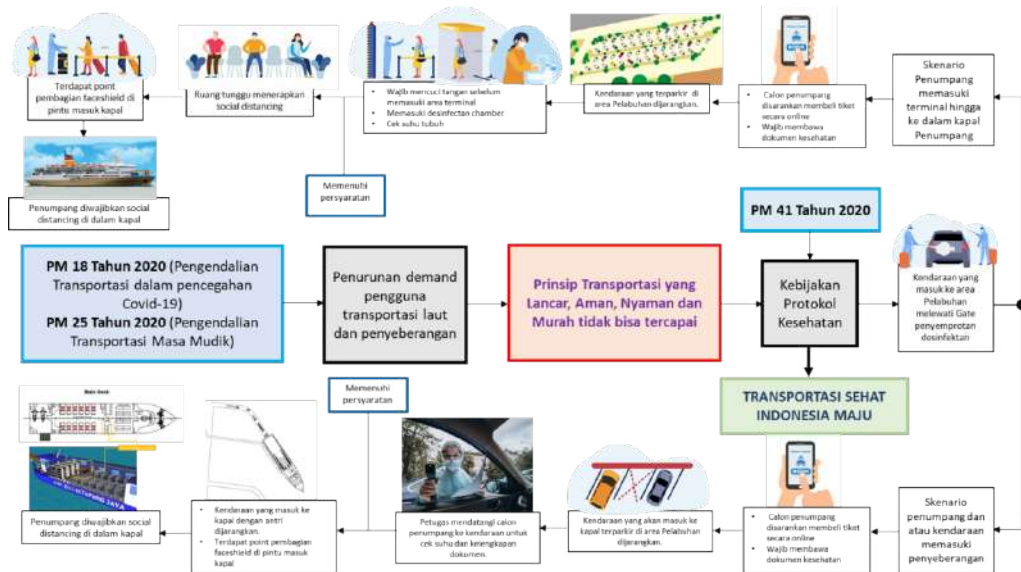 Terdapat point
pembagian faceshield di
pintu masuk kapal
Ruang tunggu menerapkan
social distancing
• Wajib mencuci tangan sebelum
memasuki area terminal
• Memasuki desinfectan chamber
• Cek suhu tubuh
Kendaraan yang terparkir di
area Pelabuhan dijarangkan.
• Calon penumpang
disarankan membeli tiket
secara online
• Wajib membawa
dokumen kesehatan
Skenario
Penumpang
memasuki
terminal hingga
ke dalam kapal
Penumpang
Penumpang diwajibkan social
distancing di dalam kapal
Memenuhi
persyaratan
PM 41 Tahun 2020
PM 18 Tahun 2020 (Pengendalian
Transportasi dalam pencegahan
Covid-19)
PM 25 Tahun 2020 (Pengendalian
Transportasi Masa Mudik)
Penurunan demand
pengguna
transportasi laut
dan penyeberangan
Prinsip Transportasi yang
Lancar, Aman, Nyaman dan
Murah tidak bisa tercapai
Kebijakan
Protokol
Kesehatan
Kendaraan yang
masuk ke area
Pelabuhan
melewati Gate
penyemprotan
dosinfektan
TRANSPORTASI SEHAT
INDONESIA MAJU
Memenuhi
persyaratan
Main Deck
JAYA
Penumpang diwajibkan social
distancing di dalam kapal
• Kendaraan yang masuk ke
kapal dengan antri
dijarangkan.
• Terdapat point pembagian
faceshield di pintu masuk
kapal
Petugas mendatangi calon
penumpang ke kendaraan untuk
cek suhu dan kelengkapan
dokumen.
Kendaraan yang akan masuk ke
kapal terparkir di area Pelabuhan
dijarangkan.
• Calon penumpang
disarankan membeli tiket
secara online
• Wajib membawa
dokumen kesehatan
Skenario
penumpang dan
atau kendaraan
memasuki
penyeberangan